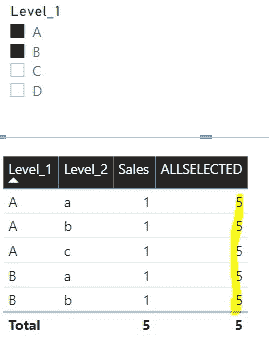 Level_1
A
B
C
D
Level_1 Level_2 Sales ALLSELECTED
A a 1 5
A b 1 5
A c 1 5
B a 1 5
B b 1 5
Total 5 5